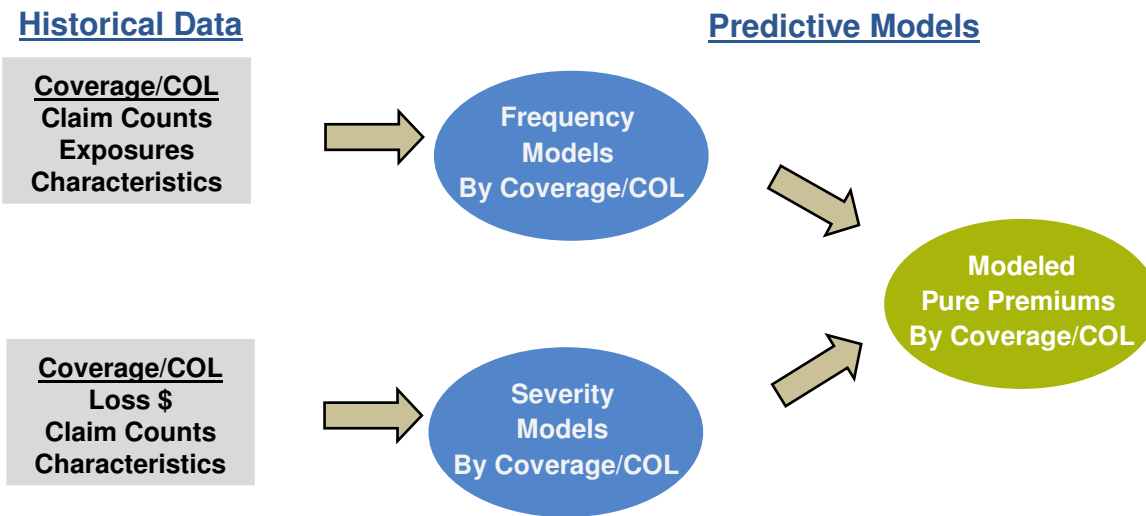 Historical Data
Predictive Models
Coverage/COL
Claim Counts
Exposures
Characteristics
Frequency
Models
By Coverage/COL
Modeled
Pure Premiums
By Coverage/COL
Coverage/COL
Loss $
Claim Counts
Characteristics
Severity
Models
By Coverage/COL